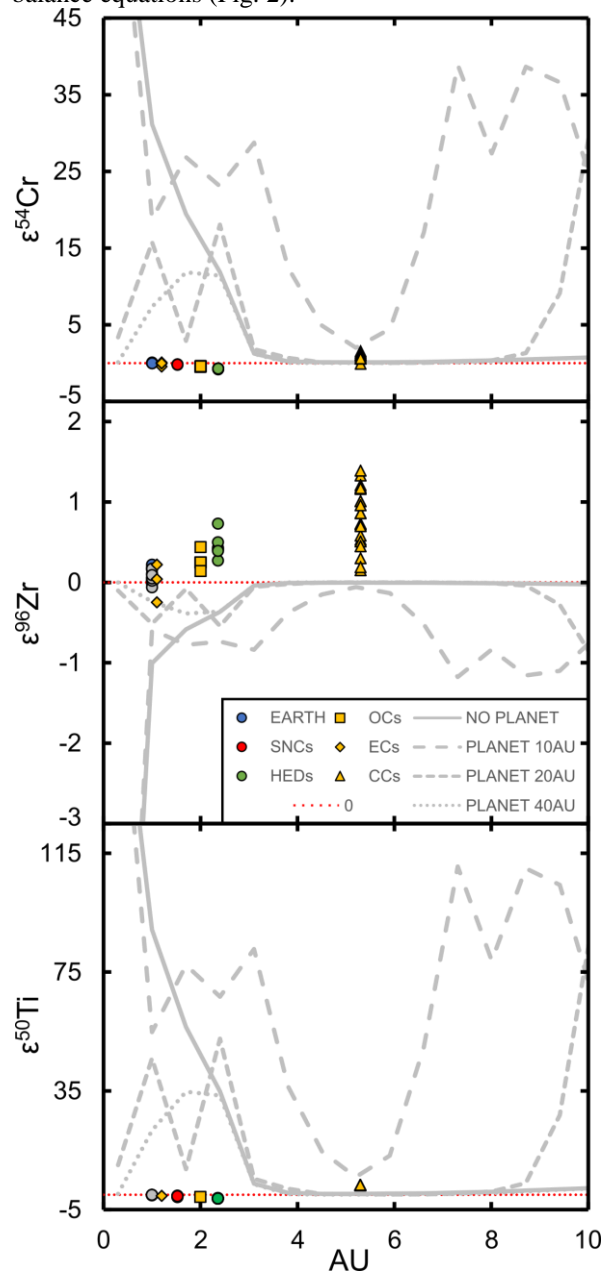 balance equations (Fig. 2).
45
35
25
15
5
-5
ε54Cr
2
1
0
-1
-2
-3
ε96Zr
EARTH OCs NO PLANET
SNCs ECs PLANET 10AU
HEDs CCs PLANET 20AU
0 PLANET 40AU
115
75
35
-5
ε50Ti
0 2 4 6 8 10
AU